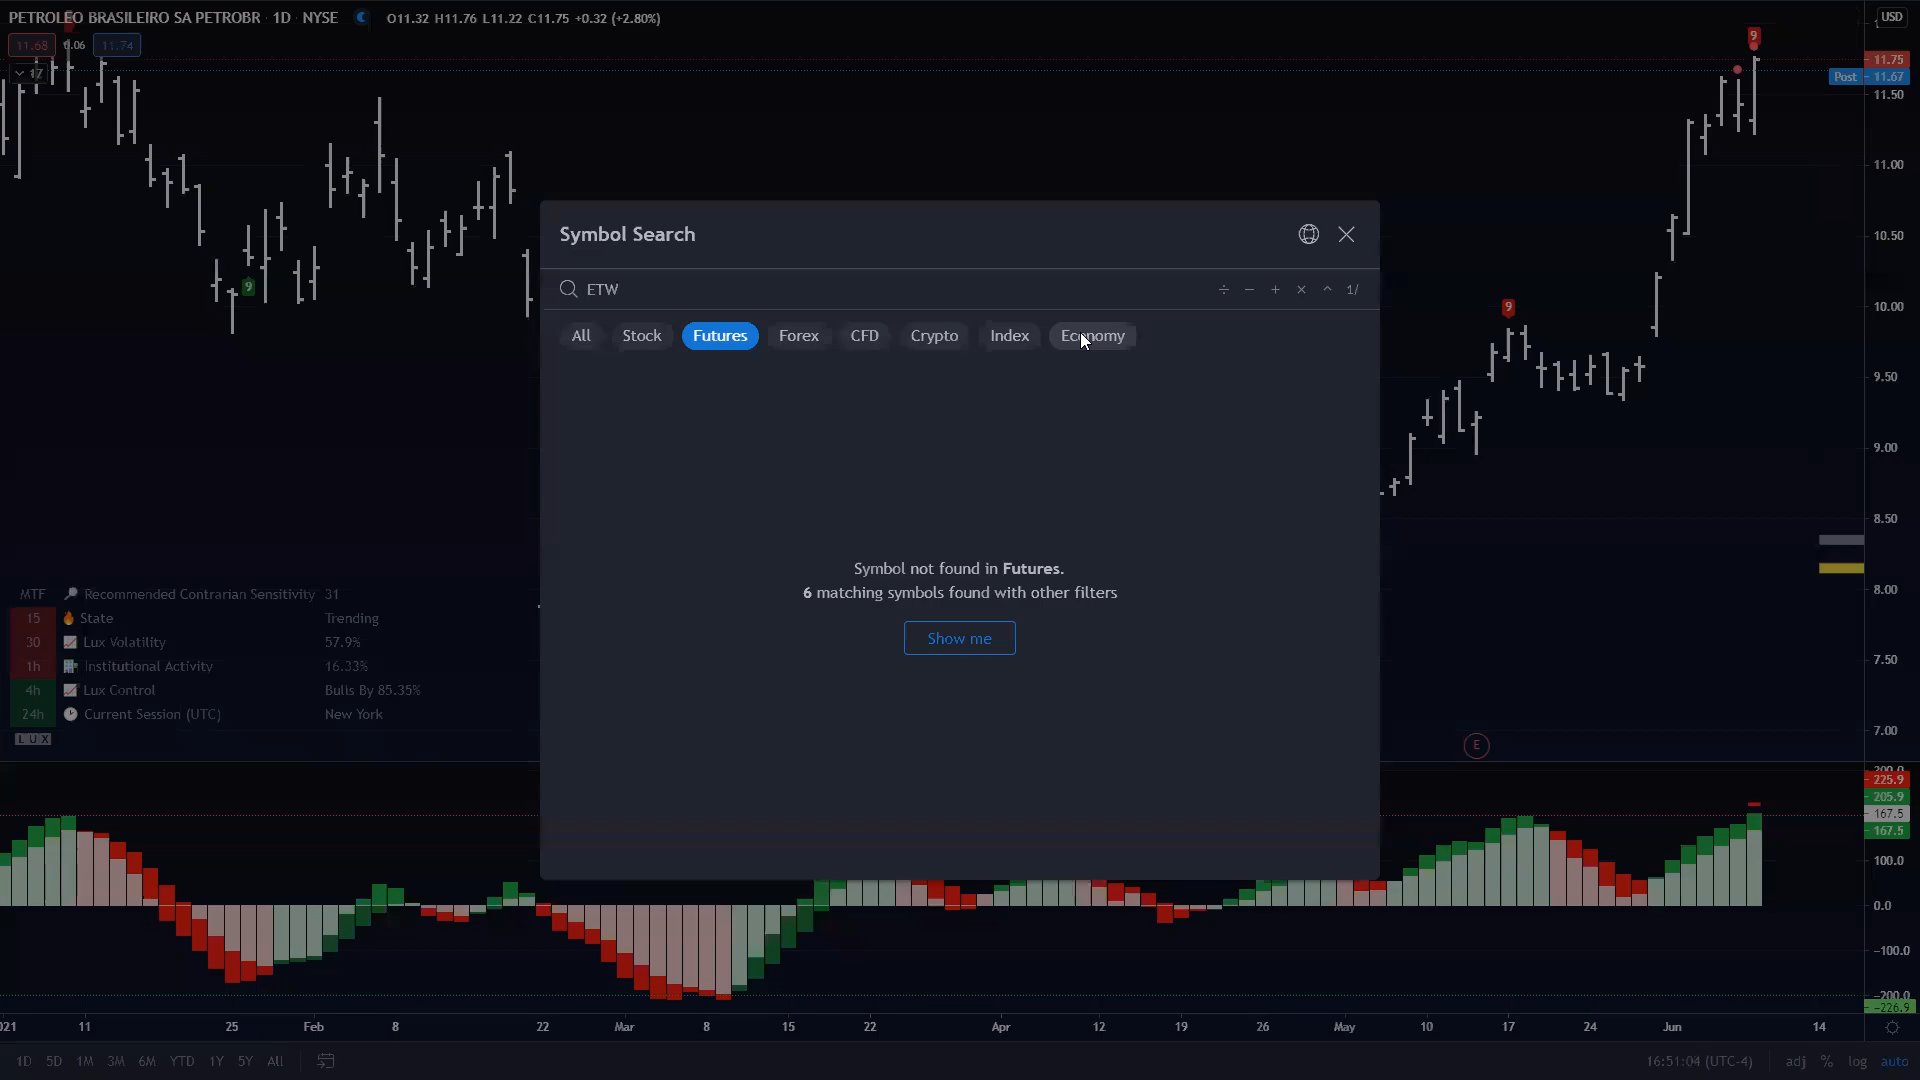 PETROLEO BRASILEIRO SA PETROBR · 1D · NYSE O11.32 H11.76 L11.22 C11.75 +0.32 (+2.80%)
USD
11.68 0.06 11.74
17
9
11.75
Post 11.67
11.50
11.00
10.50
10.00
9.50
9.00
8.50
8.00
7.50
7.00
9
9
Symbol Search
ETW
÷ − + × ^ 1/
All Stock Futures Forex CFD Crypto Index Economy
Symbol not found in Futures.
6 matching symbols found with other filters
Show me
MTF Recommended Contrarian Sensitivity 31
15 State Trending
30 Lux Volatility 57.9%
1h Institutional Activity 16.33%
4h Lux Control Bulls By 85.35%
24h Current Session (UTC) New York
LUX
E
225.9
205.9
167.5
167.5
100.0
0.0
−100.0
−200.0
−226.9
11 25 Feb 8 22 Mar 8 15 22 Apr 12 19 26 May 10 17 24 Jun 14
1D 5D 1M 3M 6M YTD 1Y 5Y All
16:51:04 (UTC-4) adj % log auto